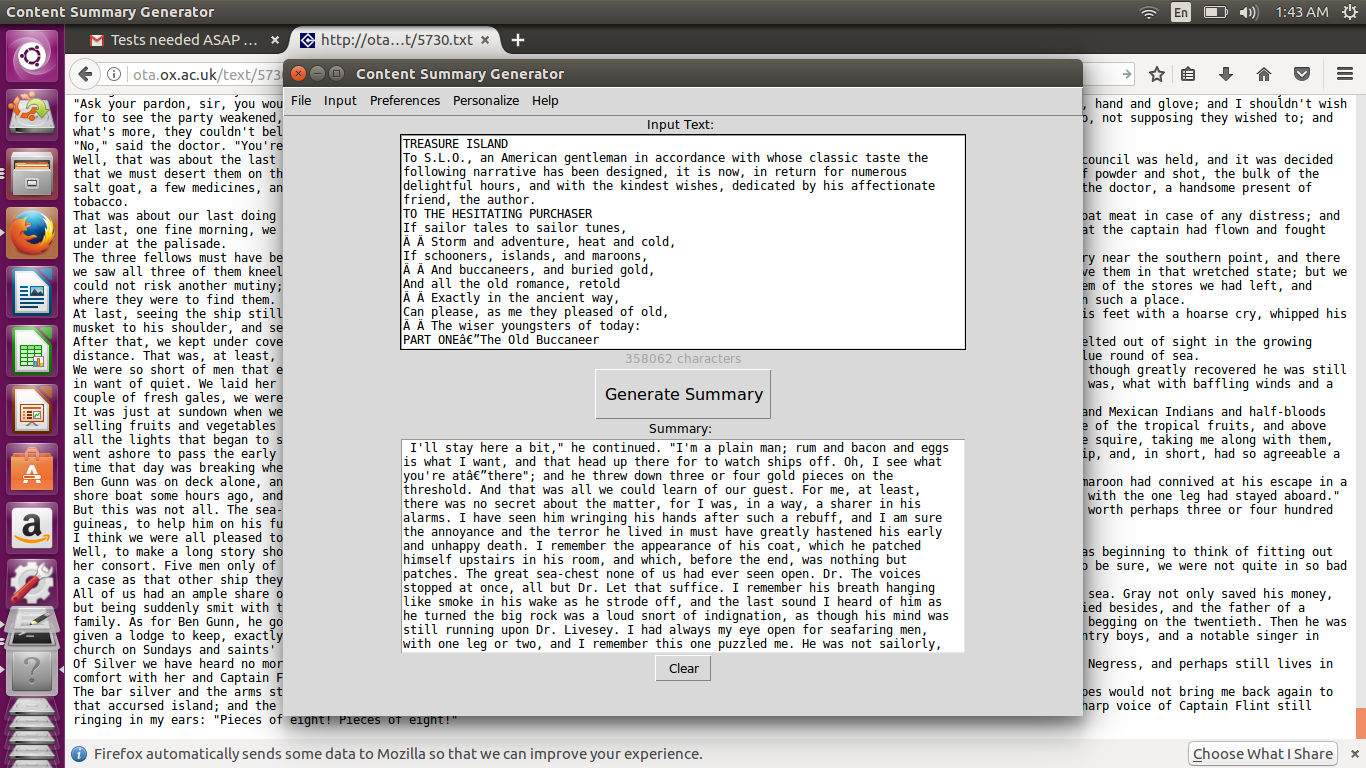 Content Summary Generator
En
1:43 AM
Tests needed ASAP ...
http://ota...t/5730.txt
ota.ox.ac.uk/text/573
Content Summary Generator
File Input Preferences Personalize Help
Input Text:
TREASURE ISLAND
To S.L.O., an American gentleman in accordance with whose classic taste the
following narrative has been designed, it is now, in return for numerous
delightful hours, and with the kindest wishes, dedicated by his affectionate
friend, the author.
TO THE HESITATING PURCHASER
If sailor tales to sailor tunes,
Â Â Storm and adventure, heat and cold,
If schooners, islands, and maroons,
Â Â And buccaneers, and buried gold,
And all the old romance, retold
Â Â Exactly in the ancient way,
Can please, as me they pleased of old,
Â Â The wiser youngsters of today:
PART ONEâ€”The Old Buccaneer
358062 characters
Generate Summary
Summary:
I'll stay here a bit," he continued. "I'm a plain man; rum and bacon and eggs
is what I want, and that head up there for to watch ships off. Oh, I see what
you're atâ€”there"; and he threw down three or four gold pieces on the
threshold. And that was all we could learn of our guest. For me, at least,
there was no secret about the matter, for I was, in a way, a sharer in his
alarms. I have seen him wringing his hands after such a rebuff, and I am sure
the annoyance and the terror he lived in must have greatly hastened his early
and unhappy death. I remember the appearance of his coat, which he patched
himself upstairs in his room, and which, before the end, was nothing but
patches. The great sea-chest none of us had ever seen open. Dr. The voices
stopped at once, all but Dr. Let that suffice. I remember his breath hanging
like smoke in his wake as he strode off, and the last sound I heard of him as
he turned the big rock was a loud snort of indignation, as though his mind was
still running upon Dr. Livesey. I had always my eye open for seafaring men,
with one leg or two, and I remember this one puzzled me. He was not sailorly,
Clear
"Ask your pardon, sir, you wou , hand and glove; and I shouldn't wish
for to see the party weakened, , not supposing they wished to; and
what's more, they couldn't bel
"No," said the doctor. "You're
Well, that was about the last council was held, and it was decided
that we must desert them on th powder and shot, the bulk of the
salt goat, a few medicines, an the doctor, a handsome present of
tobacco.
That was about our last doing oat meat in case of any distress; and
at last, one fine morning, we at the captain had flown and fought
under at the palisade.
The three fellows must have be ry near the southern point, and there
we saw all three of them kneel ve them in that wretched state; but we
could not risk another mutiny; em of the stores we had left, and
where they were to find them. n such a place.
At last, seeing the ship still is feet with a hoarse cry, whipped his
musket to his shoulder, and se
After that, we kept under cove elted out of sight in the growing
distance. That was, at least, lue round of sea.
We were so short of men that e though greatly recovered he was still
in want of quiet. We laid her was, what with baffling winds and a
couple of fresh gales, we were
It was just at sundown when we and Mexican Indians and half-bloods
selling fruits and vegetables e of the tropical fruits, and above
all the lights that began to s e squire, taking me along with them,
went ashore to pass the early ip, and, in short, had so agreeable a
time that day was breaking whe
Ben Gunn was on deck alone, an maroon had connived at his escape in a
shore boat some hours ago, and with the one leg had stayed aboard."
But this was not all. The sea- worth perhaps three or four hundred
guineas, to help him on his fu
I think we were all pleased to
Well, to make a long story sho as beginning to think of fitting out
her consort. Five men only of o be sure, we were not quite in so bad
a case as that other ship they
All of us had an ample share o sea. Gray not only saved his money,
but being suddenly smit with t ied besides, and the father of a
family. As for Ben Gunn, he go begging on the twentieth. Then he was
given a lodge to keep, exactly ntry boys, and a notable singer in
church on Sundays and saints'
Of Silver we have heard no mor Negress, and perhaps still lives in
comfort with her and Captain F
The bar silver and the arms st pes would not bring me back again to
that accursed island; and the harp voice of Captain Flint still
ringing in my ears: "Pieces of eight! Pieces of eight!"
Firefox automatically sends some data to Mozilla so that we can improve your experience.
Choose What I Share